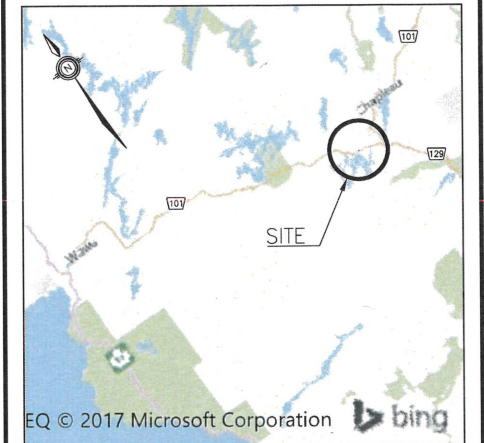 101
Chapleau
129
101
SITE
Wawa
N
EQ © 2017 Microsoft Corporation
bing